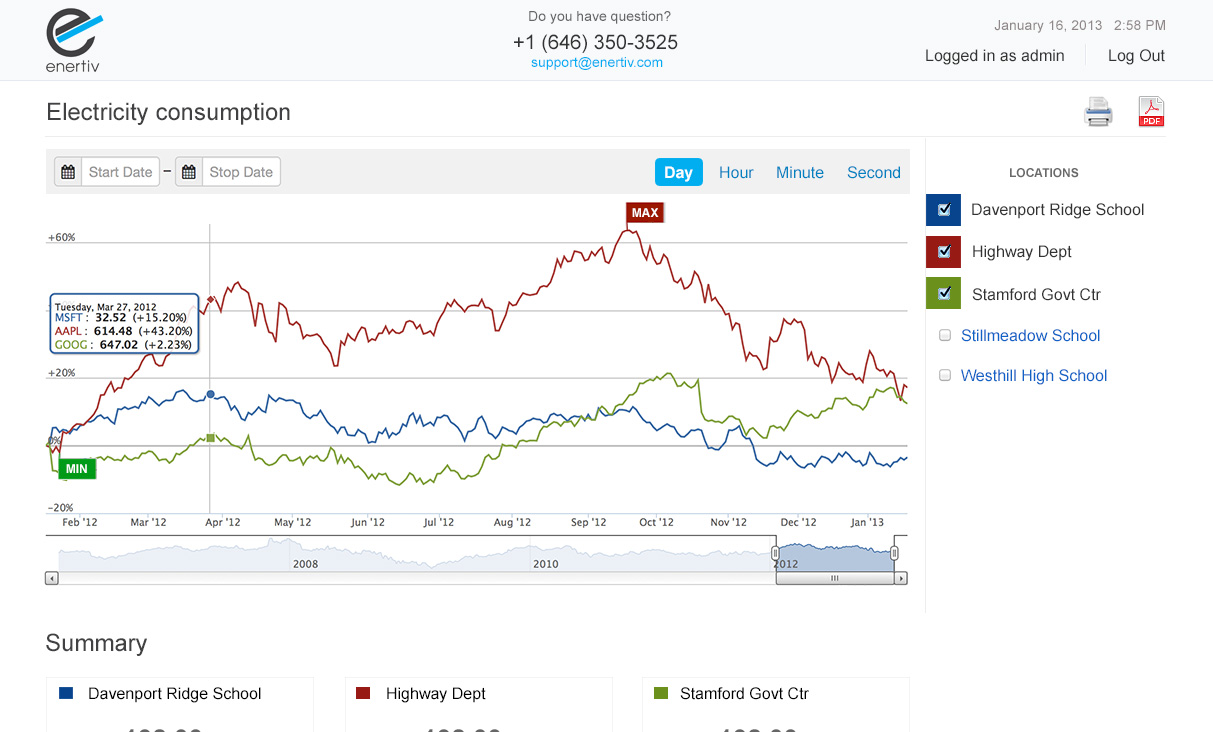 enertiv
Do you have question?
+1 (646) 350-3525
support@enertiv.com
January 16, 2013 2:58 PM
Logged in as admin
Log Out
Electricity consumption
PDF
Start Date – Stop Date
Day Hour Minute Second
LOCATIONS
Davenport Ridge School
Highway Dept
Stamford Govt Ctr
Stillmeadow School
Westhill High School
MAX
+60%
Tuesday, Mar 27, 2012
MSFT : 32.52 (+15.20%)
AAPL : 614.48 (+43.20%)
GOOG : 647.02 (+2.23%)
+20%
0%
MIN
-20%
Feb '12 Mar '12 Apr '12 May '12 Jun '12 Jul '12 Aug '12 Sep '12 Oct '12 Nov '12 Dec '12 Jan '13
2008 2010 2012
Summary
Davenport Ridge School
Highway Dept
Stamford Govt Ctr